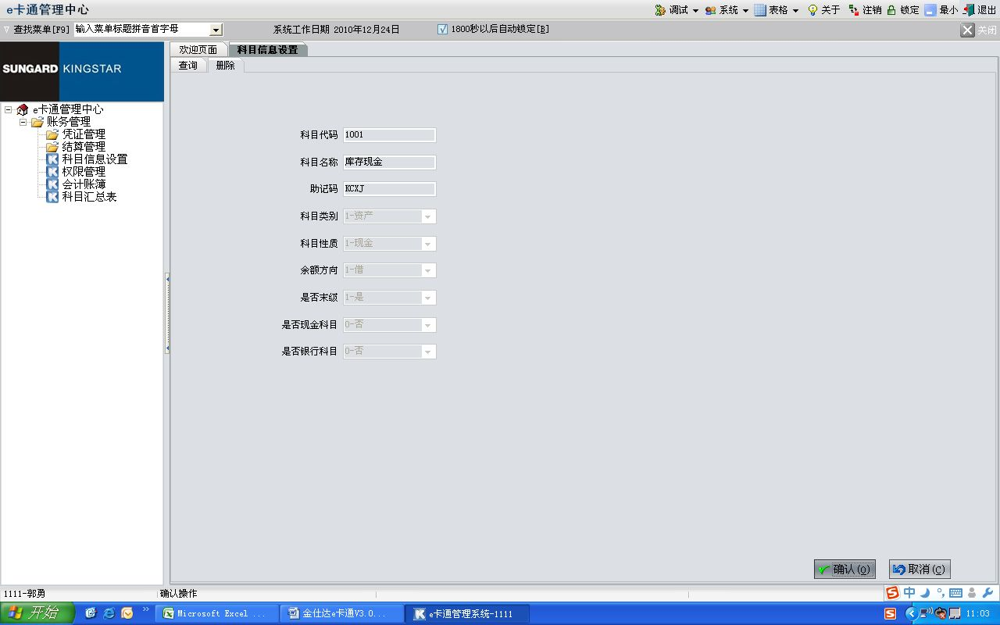 e卡通管理中心 调试 系统 表格 关于 注销 锁定 最小 退出
查找菜单[F9] 输入菜单标题拼音首字母 系统工作日期 2010年12月24日 1800秒以后自动锁定[B] 关闭
SUNGARD KINGSTAR
欢迎页面 科目信息设置
查询 删除
e卡通管理中心
账务管理
凭证管理
结算管理
科目信息设置
权限管理
会计账簿
科目汇总表
科目代码 1001
科目名称 库存现金
助记码 KCXJ
科目类别 1-资产
科目性质 1-现金
余额方向 1-借
是否末级 1-是
是否现金科目 0-否
是否银行科目 0-否
确认(O) 取消(C)
1111-郭勇 确认操作
中
开始 Microsoft Excel ... 金仕达e卡通V3.0... e卡通管理系统-1111 11:03